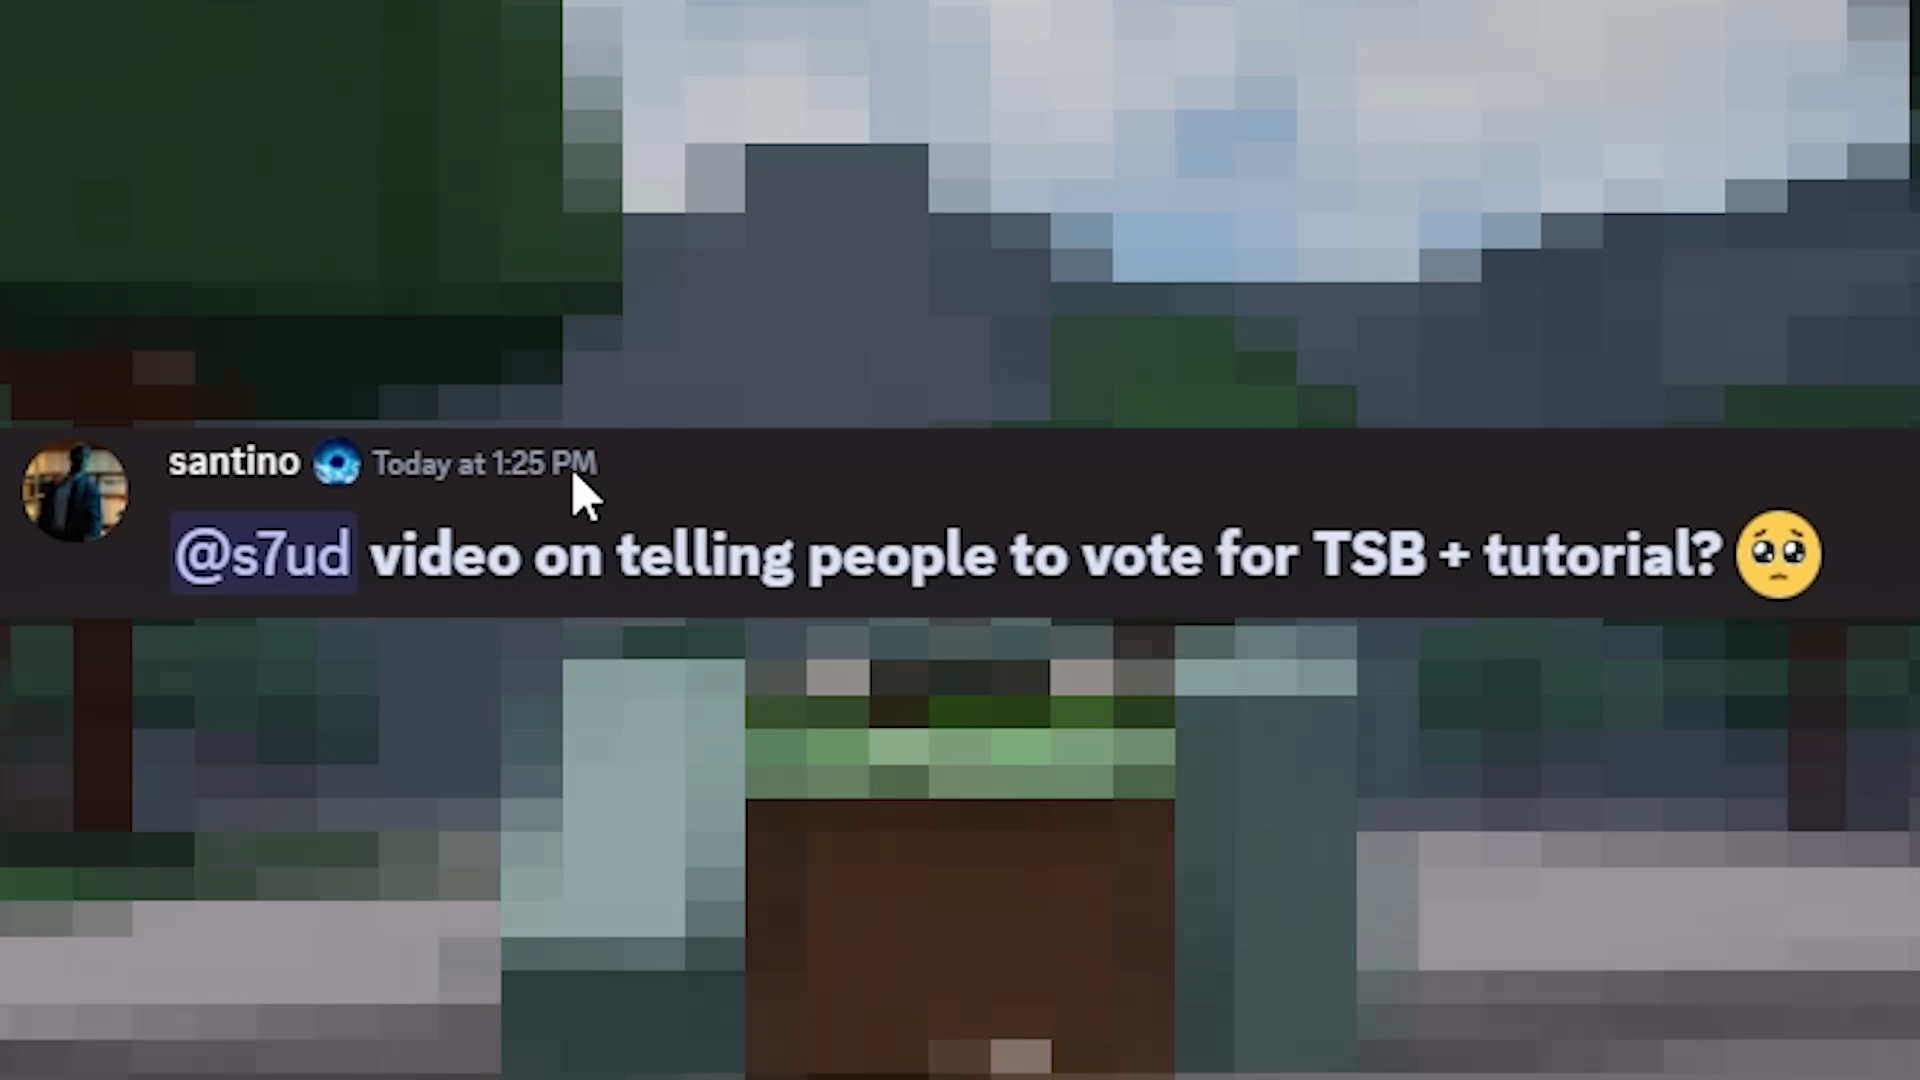 santino Today at 1:25 PM
@s7ud video on telling people to vote for TSB + tutorial? 🥺